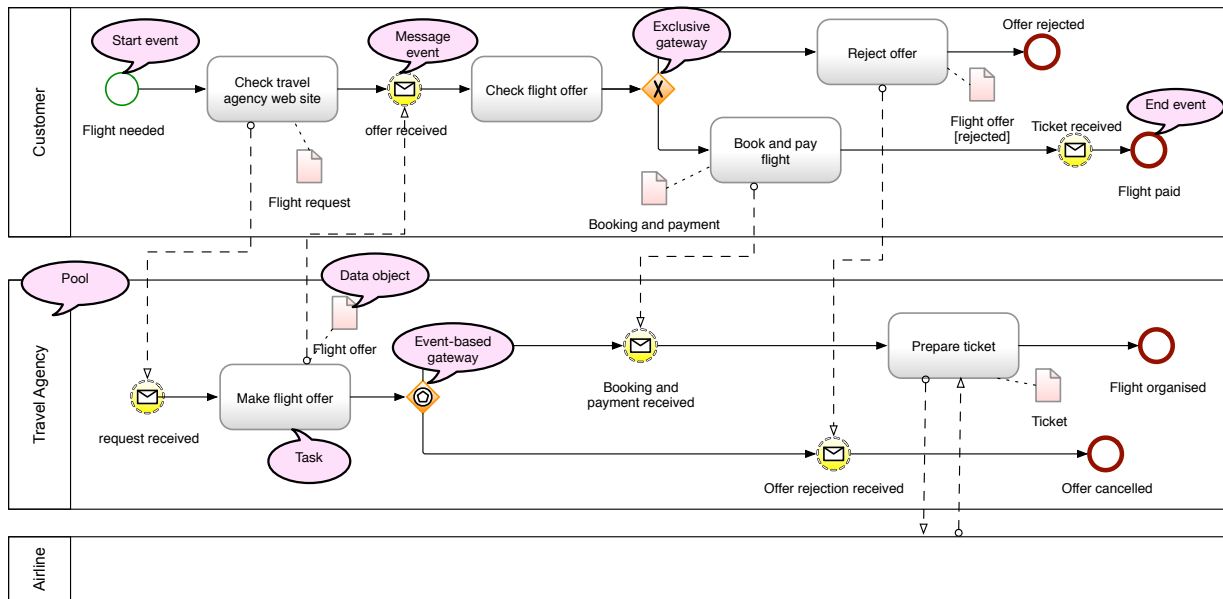 Customer
Start event
Flight needed
Check travel
agency web site
Flight request
Message
event
offer received
Check flight offer
Exclusive
gateway
Reject offer
Flight offer
[rejected]
Offer rejected
Book and pay
flight
Booking and payment
Ticket received
End event
Flight paid
Travel Agency
Pool
request received
Make flight offer
Task
Data object
Flight offer
Event-based
gateway
Booking and
payment received
Prepare ticket
Ticket
Flight organised
Offer rejection received
Offer cancelled
Airline